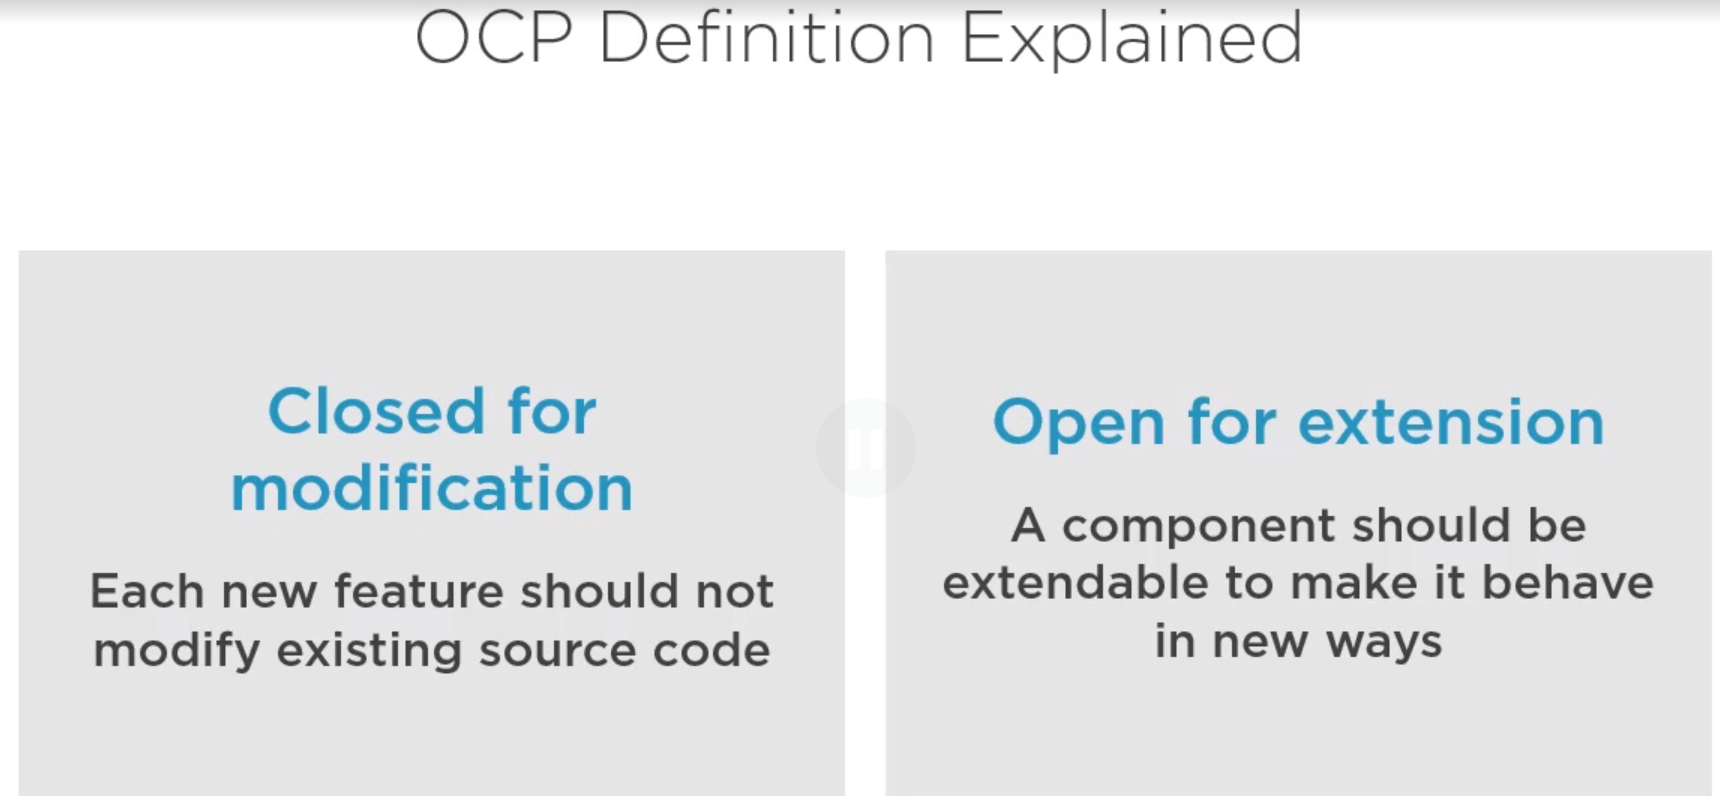 OCP Definition Explained
Closed for
modification
Each new feature should not
modify existing source code
Open for extension
A component should be
extendable to make it behave
in new ways